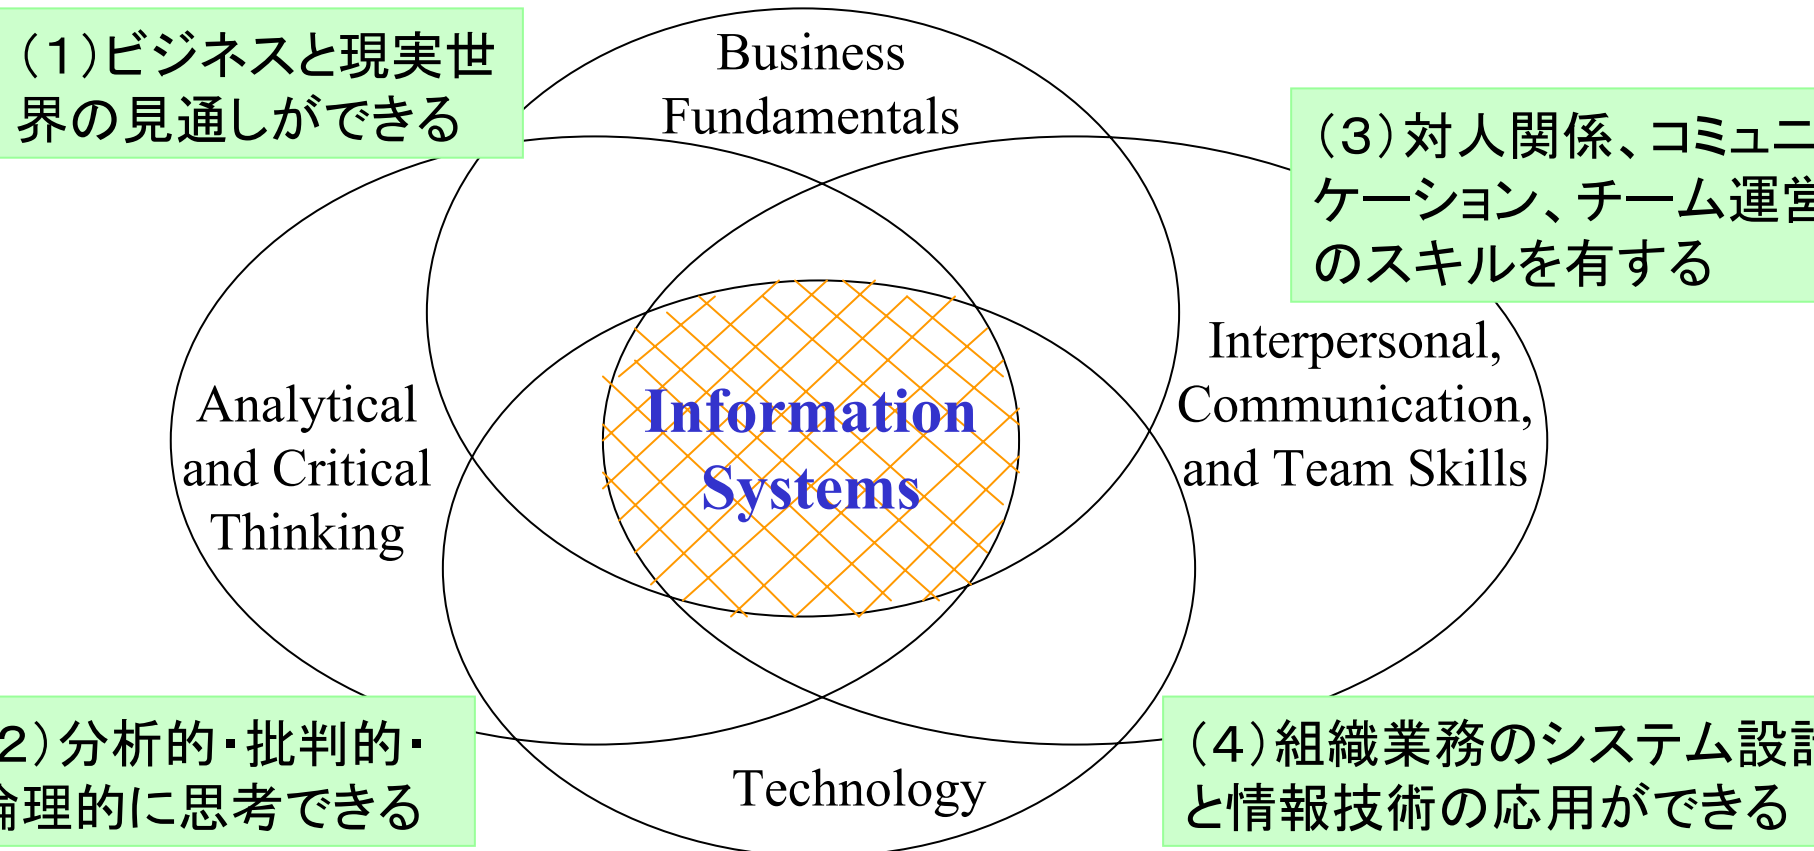 （１）ビジネスと現実世
界の見通しができる
Business
Fundamentals
（３）対人関係、コミュニ
ケーション、チーム運営
のスキルを有する
Analytical
and Critical
Thinking
Information
Systems
Interpersonal,
Communication,
and Team Skills
２）分析的・批判的・
理的に思考できる
Technology
（４）組織業務のシステム設計
と情報技術の応用ができる